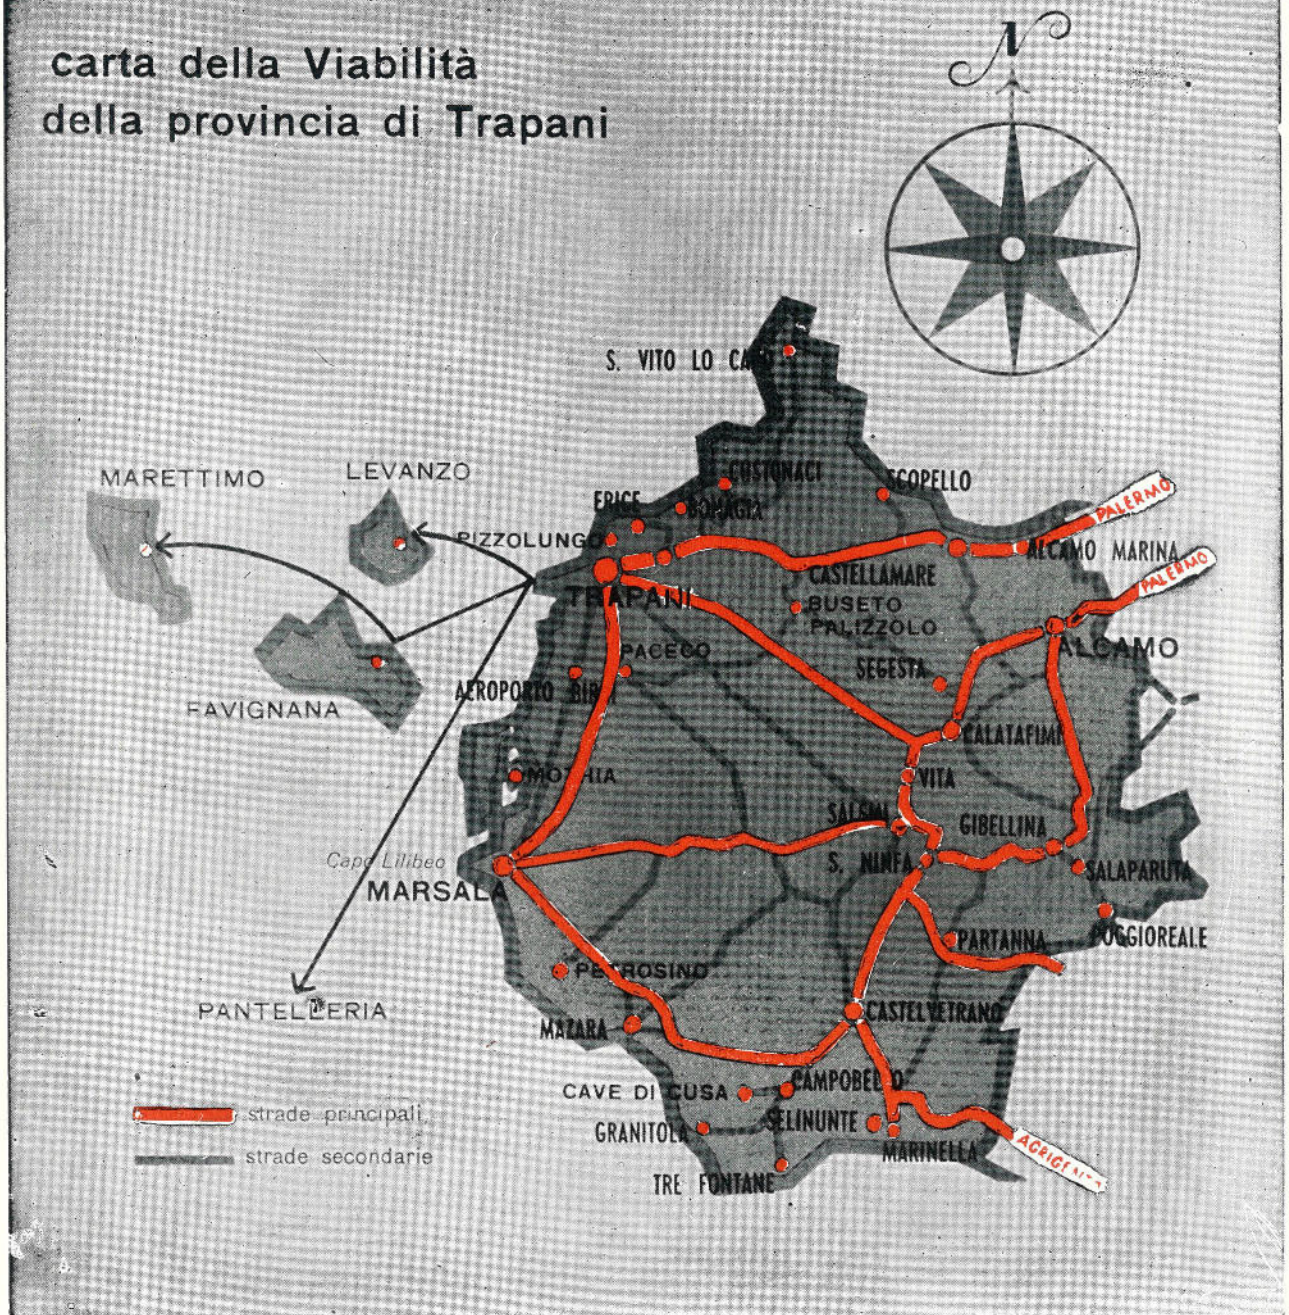 carta della Viabilità
della provincia di Trapani
N
S. VITO LO CAPO
MARETTIMO
LEVANZO
CUSTONACI
SCOPELLO
ERICE
BONAGIA
PALERMO
PIZZOLUNGO
ALCAMO MARINA
PALERMO
CASTELLAMARE
TRAPANI
BUSETO
PALIZZOLO
PACECO
ALCAMO
SEGESTA
AEROPORTO BIRGI
FAVIGNANA
CALATAFIMI
MOTHIA
VITA
SALEMI
GIBELLINA
Capo Lilibeo
S. NINFA
SALAPARUTA
MARSALA
POGGIOREALE
PARTANNA
PETROSINO
PANTELLERIA
CASTELVETRANO
MAZARA
CAMPOBELLO
CAVE DI CUSA
strade principali
SELINUNTE
GRANITOLA
MARINELLA
AGRIGENTO
strade secondarie
TRE FONTANE